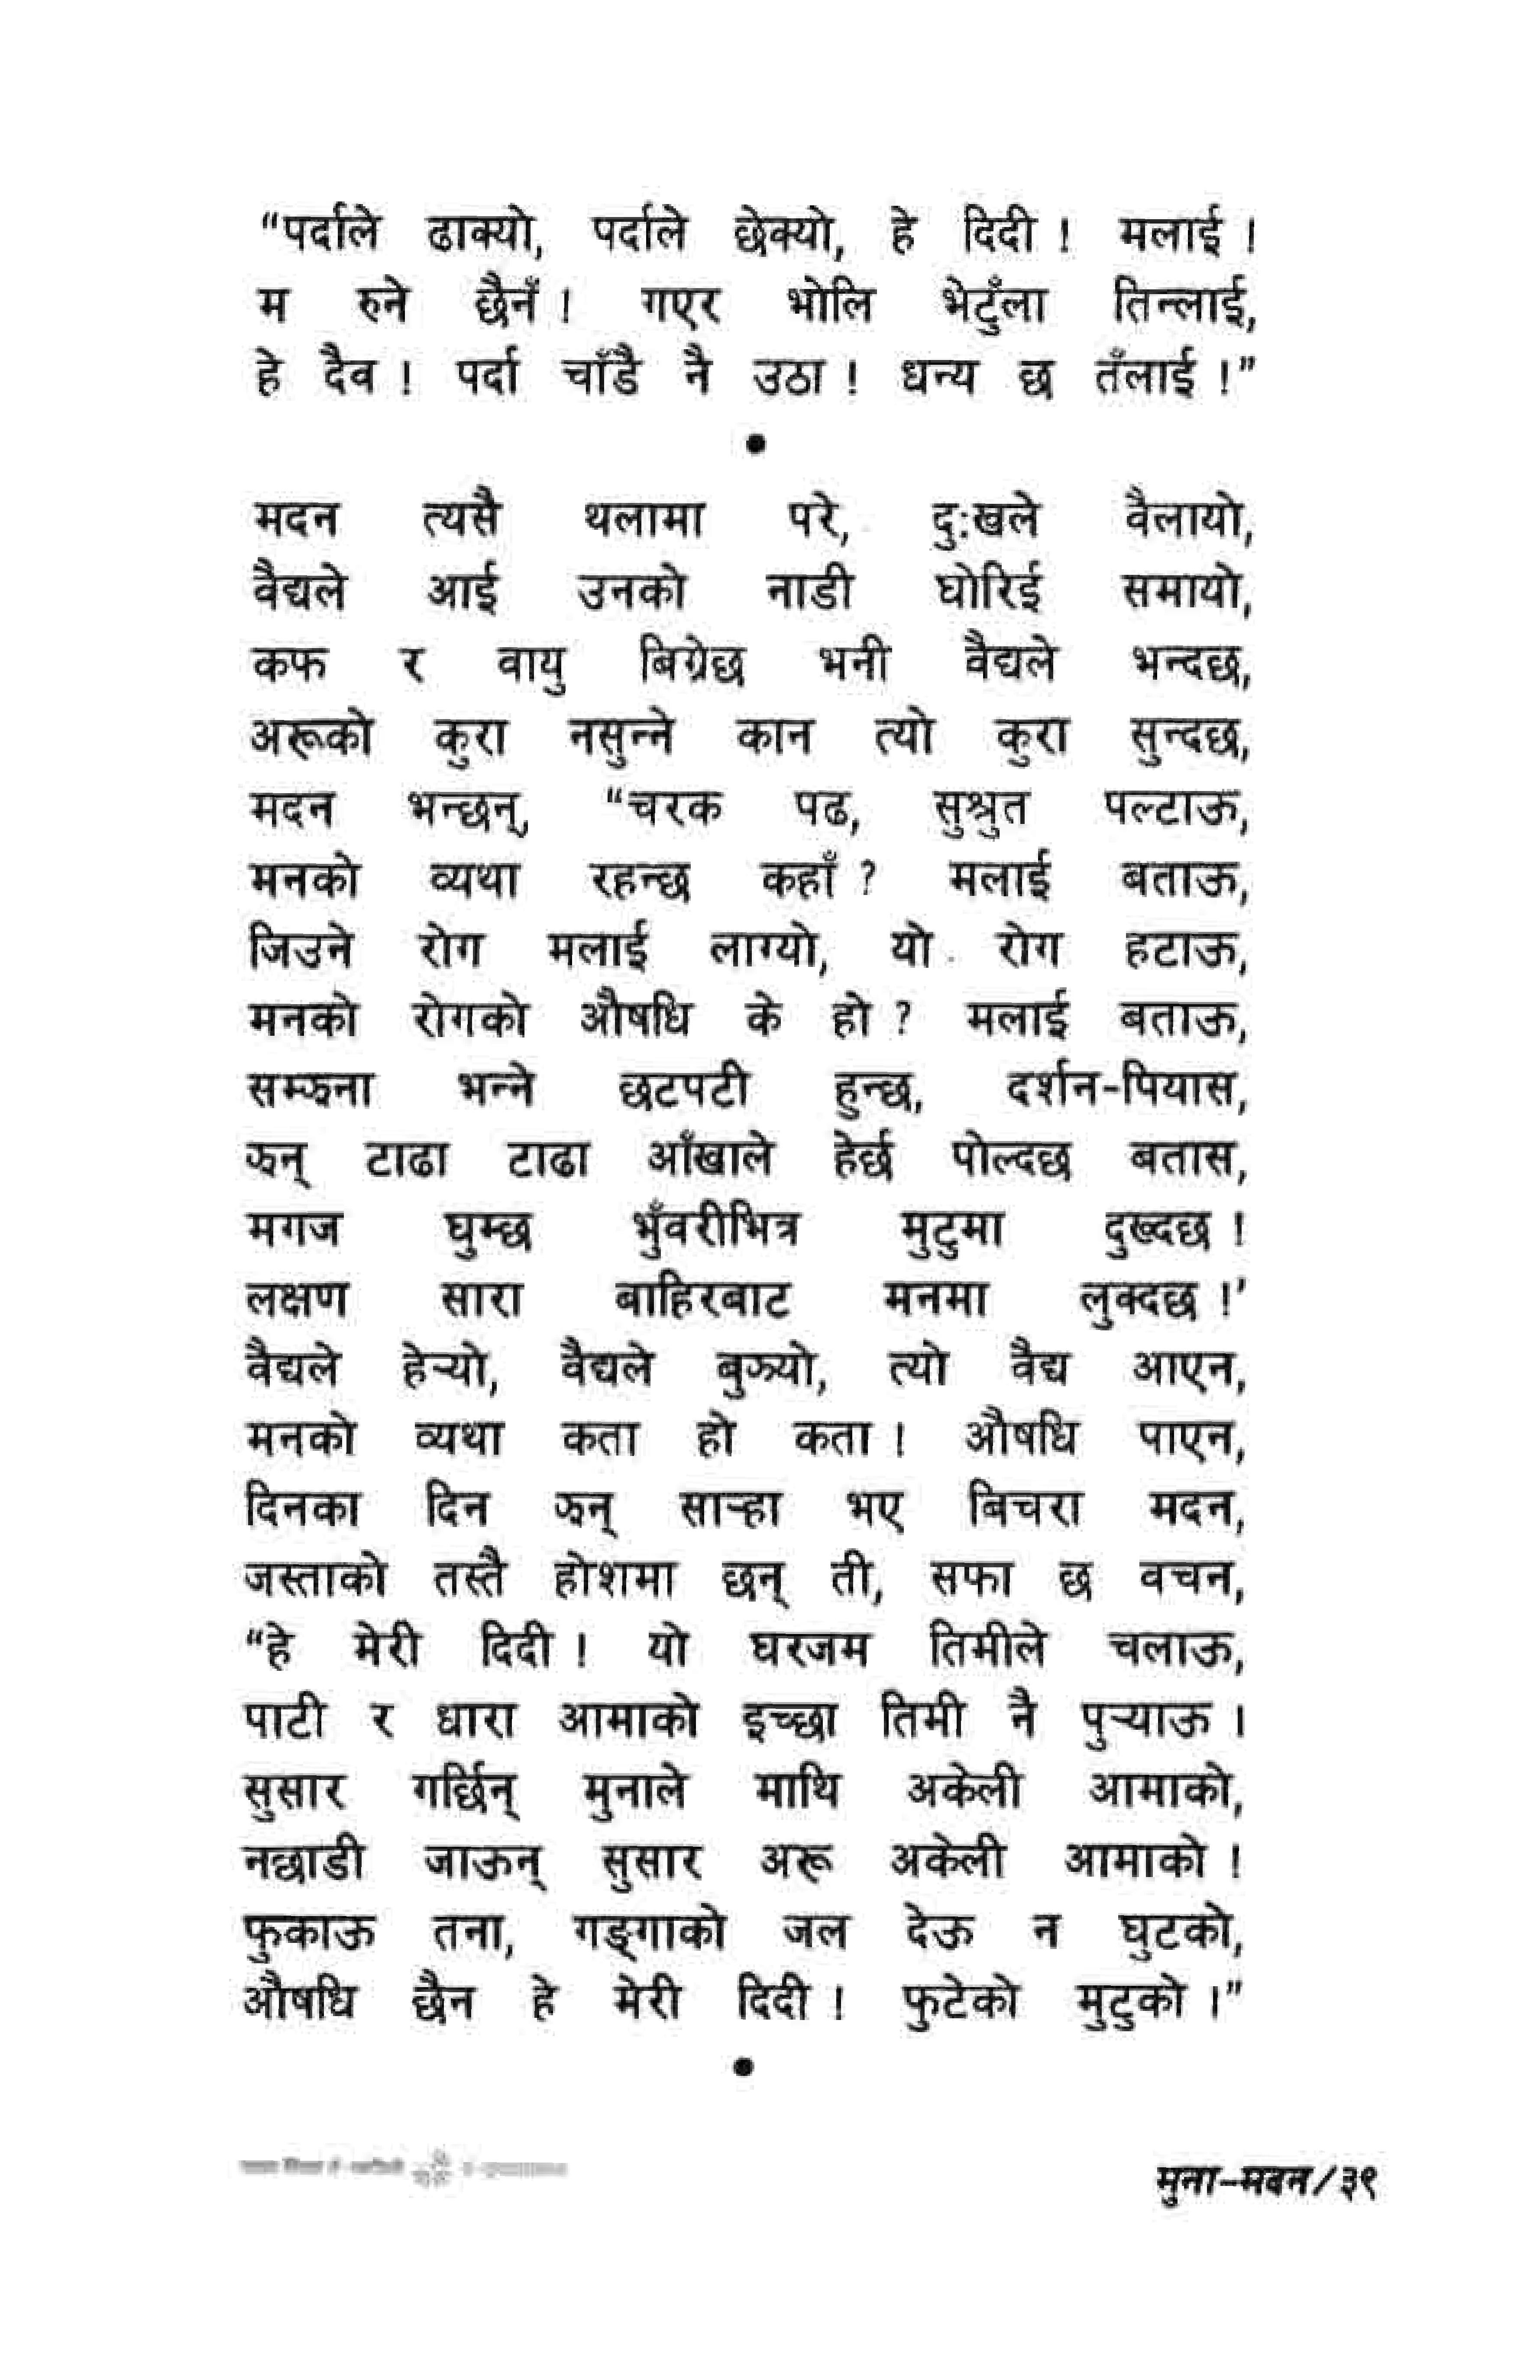 “पर्दाले ढाक्यो, पर्दाले छेक्यो, हे दिदी ! मलाई !
म रुने छैनँ ! गएर भोलि भेटुँला तिन्लाई,
हे दैव ! पर्दा चाँडै नै उठा ! धन्य छ तँलाई !”
•
मदन त्यसै थलामा परे, दुःखले वैलायो,
वैद्यले आई उनको नाडी घोरिई समायो,
कफ र वायु बिग्रेछ भनी वैद्यले भन्दछ,
अरूको कुरा नसुन्ने कान त्यो कुरा सुन्दछ,
मदन भन्छन्, “चरक पढ, सुश्रुत पल्टाऊ,
मनको व्यथा रहन्छ कहाँ ? मलाई बताऊ,
जिउने रोग मलाई लाग्यो, यो रोग हटाऊ,
मनको रोगको औषधि के हो ? मलाई बताऊ,
सम्झना भन्ने छटपटी हुन्छ, दर्शन-पियास,
झन् टाढा टाढा आँखाले हेर्छ पोल्दछ बतास,
मगज घुम्छ भुँवरीभित्र मुटुमा दुख्दछ !
लक्षण सारा बाहिरबाट मनमा लुक्दछ !’
वैद्यले हेऱ्यो, वैद्यले बुझ्यो, त्यो वैद्य आएन,
मनको व्यथा कता हो कता ! औषधि पाएन,
दिनका दिन झन् साऱ्हा भए बिचरा मदन,
जस्ताको तस्तै होशमा छन् ती, सफा छ वचन,
“हे मेरी दिदी ! यो घरजम तिमीले चलाऊ,
पाटी र धारा आमाको इच्छा तिमी नै पुऱ्याऊ ।
सुसार गर्छिन् मुनाले माथि अकेली आमाको,
नछाडी जाऊन् सुसार अरू अकेली आमाको !
फुकाऊ तना, गङ्गाको जल देऊ न घुटको,
औषधि छैन हे मेरी दिदी ! फुटेको मुटुको ।”
•
मुना-मदन/३९